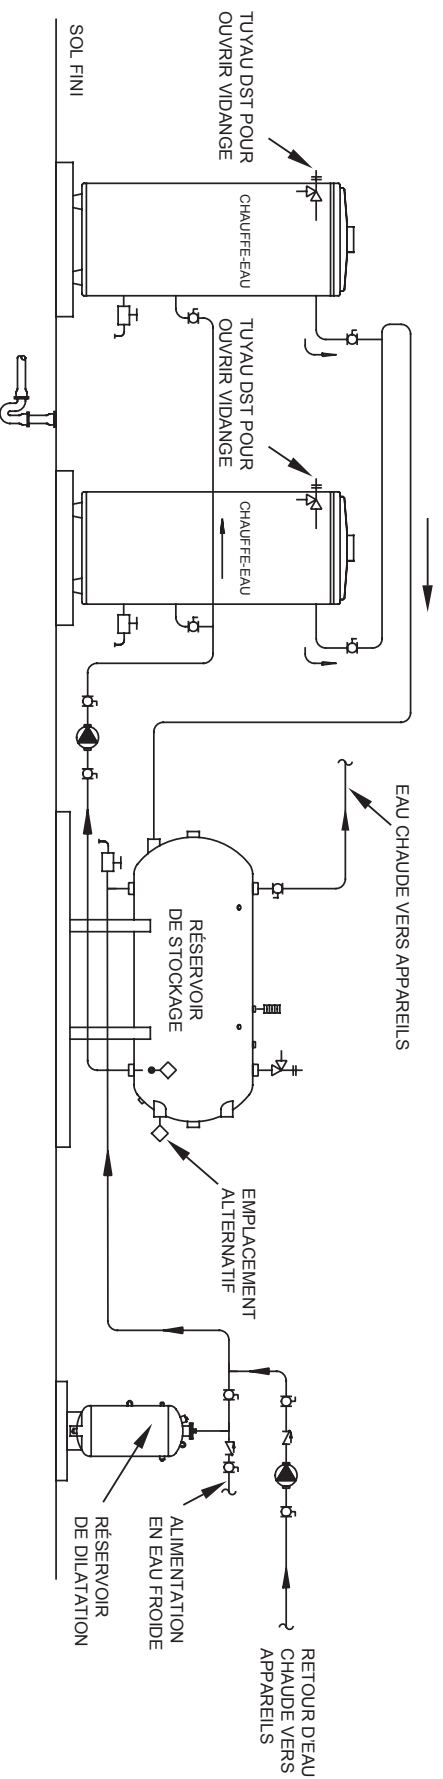 TUYAU DST POUR
OUVRIR VIDANGE
SOL FINI
CHAUFFE-EAU
TUYAU DST POUR
OUVRIR VIDANGE
CHAUFFE-EAU
EAU CHAUDE VERS APPAREILS
RÉSERVOIR
DE STOCKAGE
EMPLACEMENT
ALTERNATIF
RÉSERVOIR
DE DILATATION
ALIMENTATION
EN EAU FROIDE
RETOUR D'EAU
CHAUDE VERS
APPAREILS